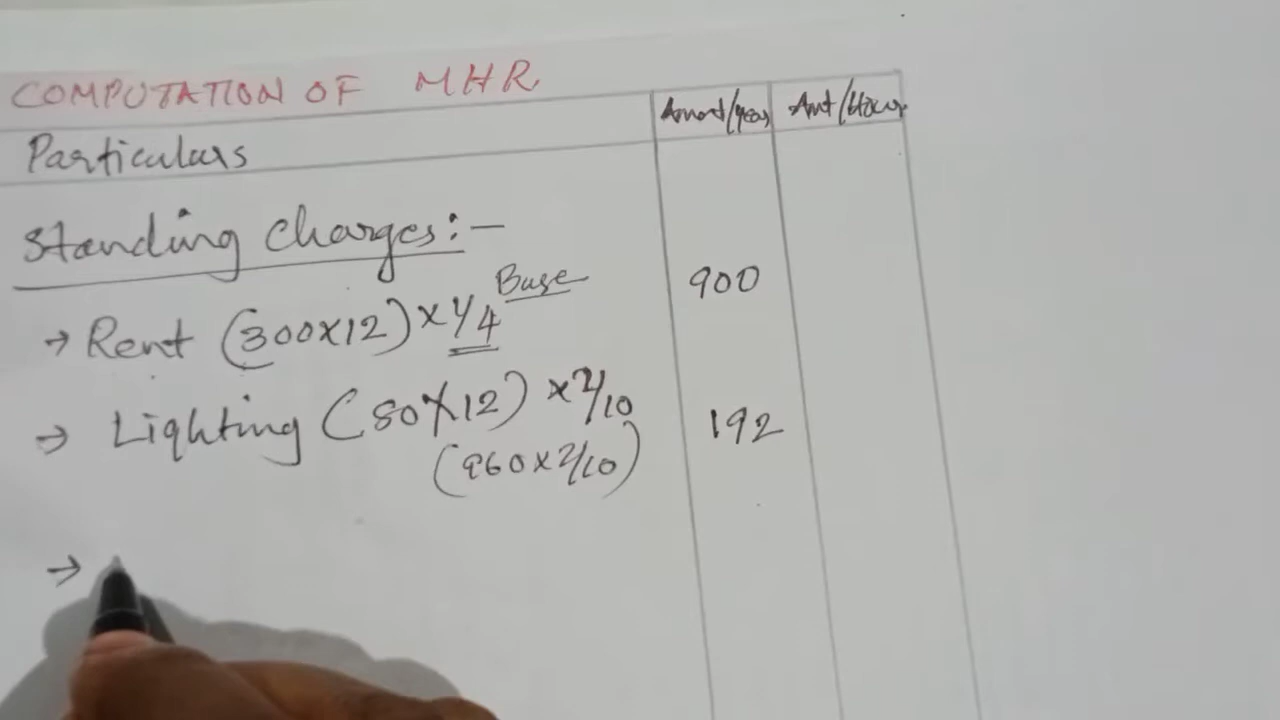 COMPUTATION OF MHR
Particulars Amont/year Amt/Hour
Standing Charges:-
→ Rent (300×12)×1/4 Base 900
→ Lighting (80×12) ×2/10 192
(960×2/10)
→